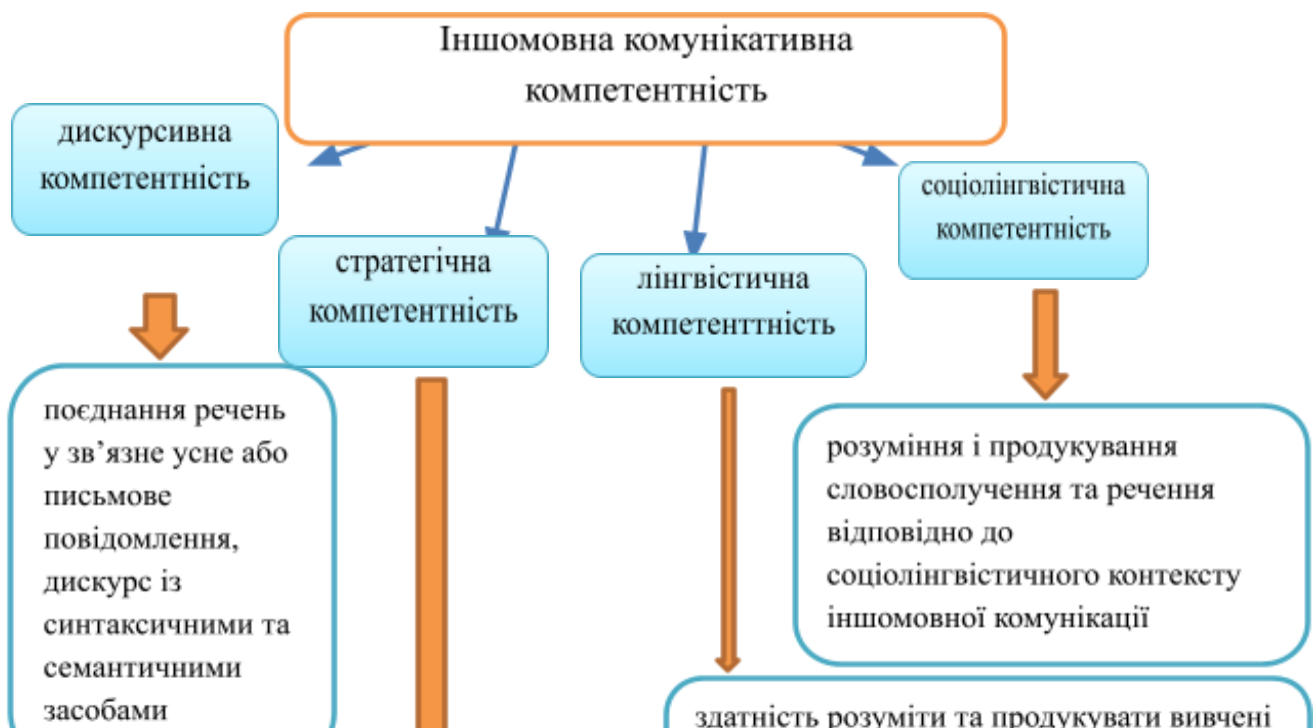 Іншомовна комунікативна
компетентність
дискурсивна
компетентність
стратегічна
компетентність
лінгвістична
компетенттність
соціолінгвістична
компетентність
поєднання речень
у зв’язне усне або
письмове
повідомлення,
дискурс із
синтаксичними та
семантичними
засобами
розуміння і продукування
словосполучення та речення
відповідно до
соціолінгвістичного контексту
іншомовної комунікації
здатність розуміти та продукувати вивчені